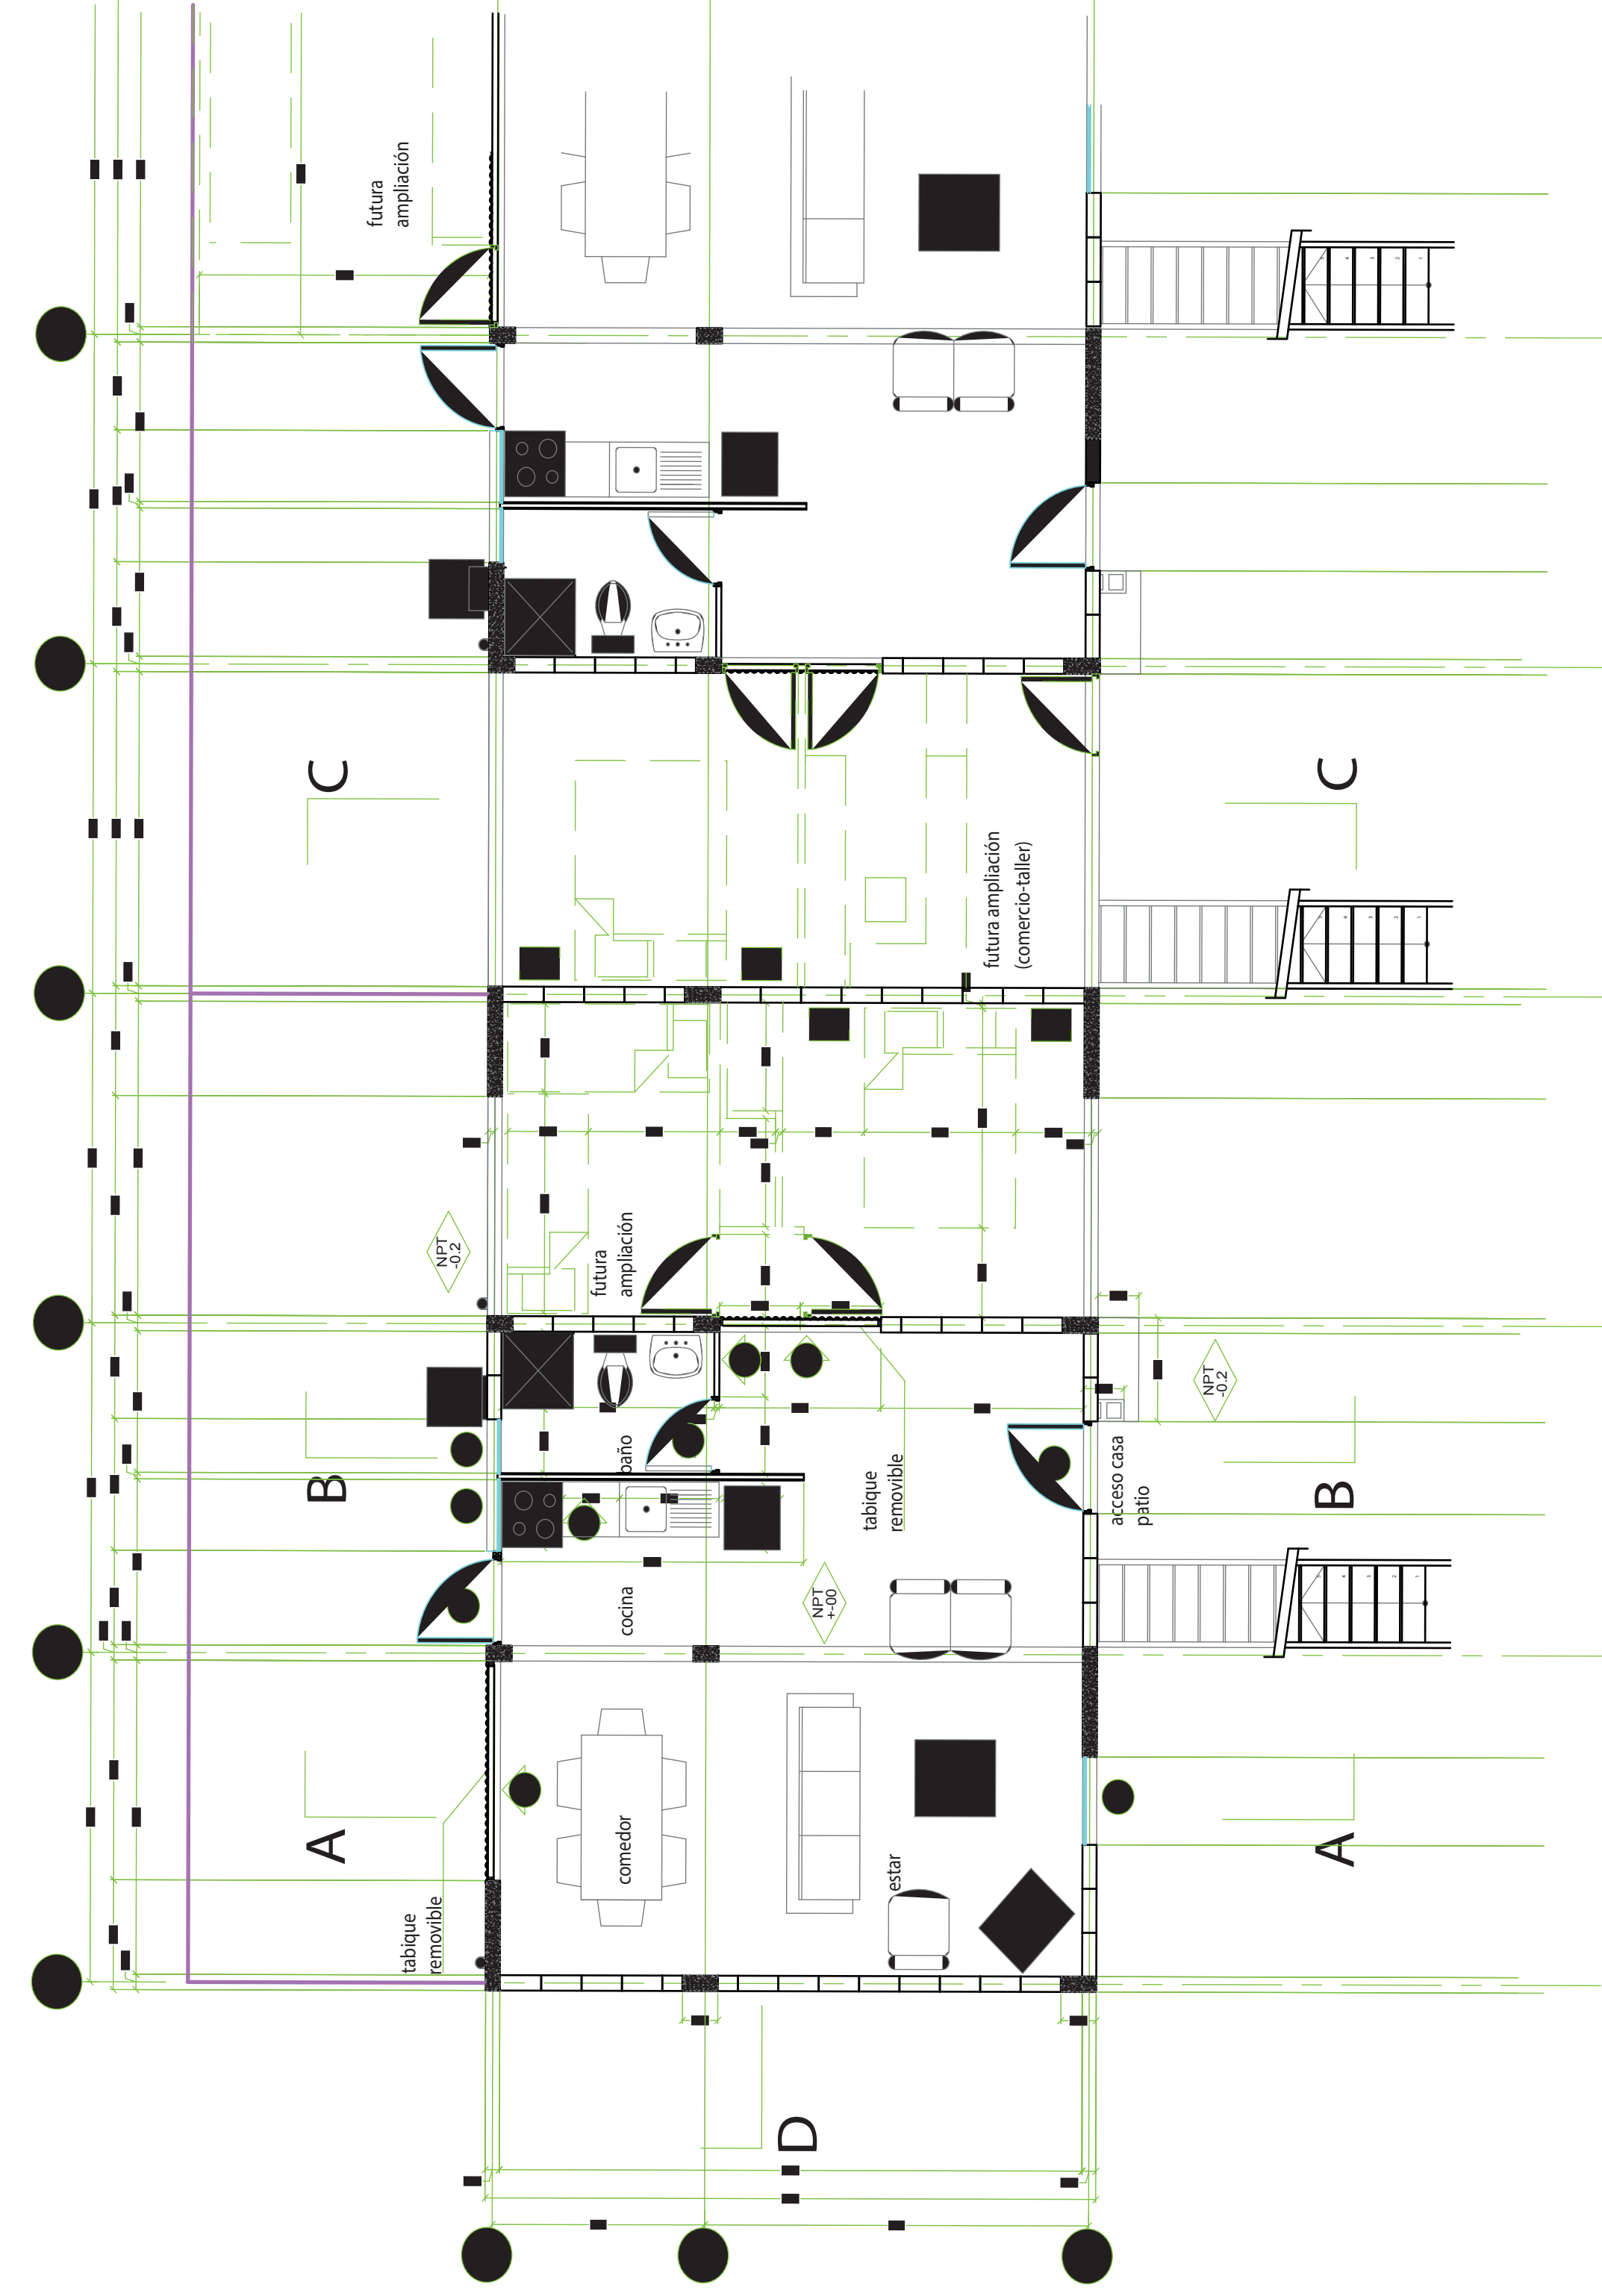 futura
ampliación
C
C
futura ampliación
(comercio-taller)
NPT
-0.2
futura
ampliación
NPT
-0.2
B
baño
tabique
removible
acceso casa
patio
B
cocina
NPT
+-00
A
comedor
estar
A
tabique
removible
D